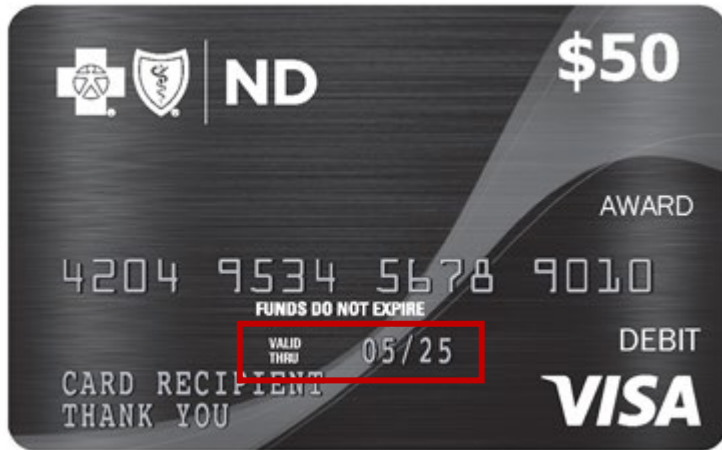 ND
$50
AWARD
4204 9534 5678 9010
FUNDS DO NOT EXPIRE
VALID
THRU 05/25
DEBIT
CARD RECIPIENT
THANK YOU
VISA